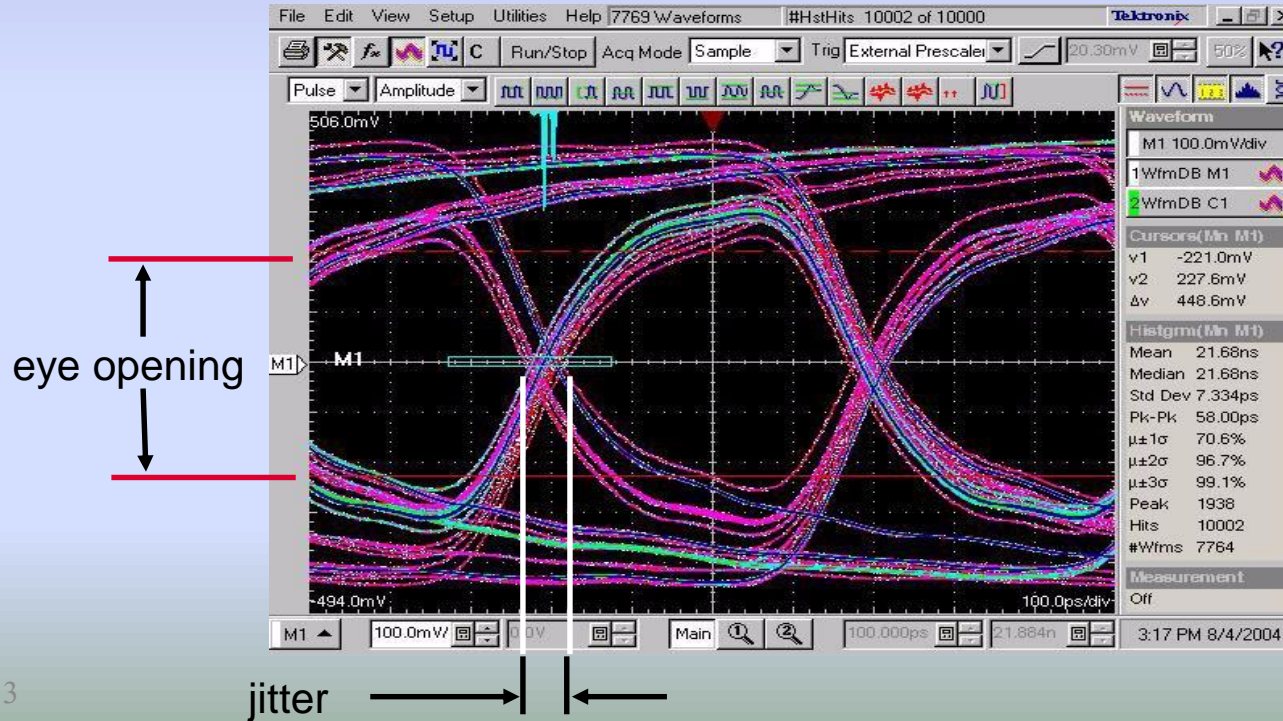 File Edit View Setup Utilities Help 7769 Waveforms #HstHits 10002 of 10000 Tektronix
C Run/Stop Acq Mode Sample Trig External Prescaler 20.30mV 50%
Pulse Amplitude
506.0mV
Waveform
M1 100.0mV/div
1 WfmDB M1
2 WfmDB C1
Cursors(Mn M1)
v1 -221.0mV
v2 227.6mV
Δv 448.6mV
Histgrm(Mn M1)
Mean 21.68ns
Median 21.68ns
Std Dev 7.334ps
Pk-Pk 58.00ps
µ±1σ 70.6%
µ±2σ 96.7%
µ±3σ 99.1%
Peak 1938
Hits 10002
#Wfms 7764
Measurement
Off
eye opening
M1 M1
-494.0mV 100.0ps/div
M1 100.0mV/ 0.0V Main 1 2 100.000ps 21.884n 3:17 PM 8/4/2004
3
jitter